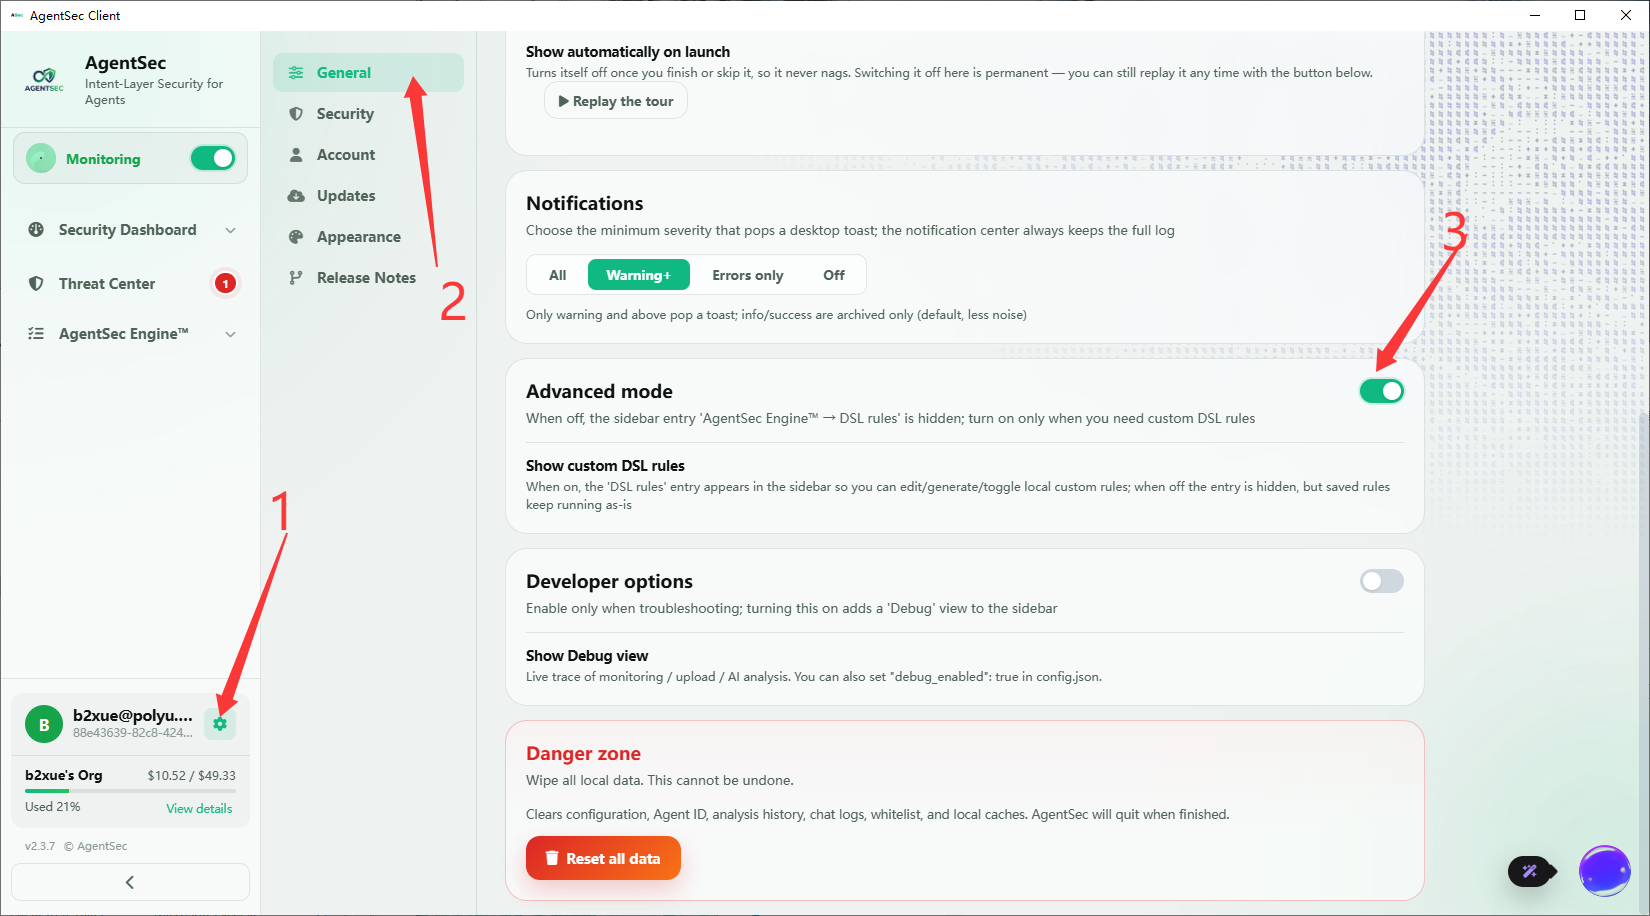 AgentSec Client
AgentSec
Intent-Layer Security for
Agents
AGENTSEC
Monitoring
Security Dashboard
Threat Center
1
AgentSec Engine™
1
B
b2xue@polyu....
88e43639-82c8-424...
b2xue's Org
$10.52 / $49.33
Used 21%
View details
v2.3.7 © AgentSec
General
Security
Account
Updates
Appearance
Release Notes
2
Show automatically on launch
Turns itself off once you finish or skip it, so it never nags. Switching it off here is permanent — you can still replay it any time with the button below.
Replay the tour
Notifications
Choose the minimum severity that pops a desktop toast; the notification center always keeps the full log
All
Warning+
Errors only
Off
Only warning and above pop a toast; info/success are archived only (default, less noise)
3
Advanced mode
When off, the sidebar entry 'AgentSec Engine™ → DSL rules' is hidden; turn on only when you need custom DSL rules
Show custom DSL rules
When on, the 'DSL rules' entry appears in the sidebar so you can edit/generate/toggle local custom rules; when off the entry is hidden, but saved rules
keep running as-is
Developer options
Enable only when troubleshooting; turning this on adds a 'Debug' view to the sidebar
Show Debug view
Live trace of monitoring / upload / AI analysis. You can also set "debug_enabled": true in config.json.
Danger zone
Wipe all local data. This cannot be undone.
Clears configuration, Agent ID, analysis history, chat logs, whitelist, and local caches. AgentSec will quit when finished.
Reset all data